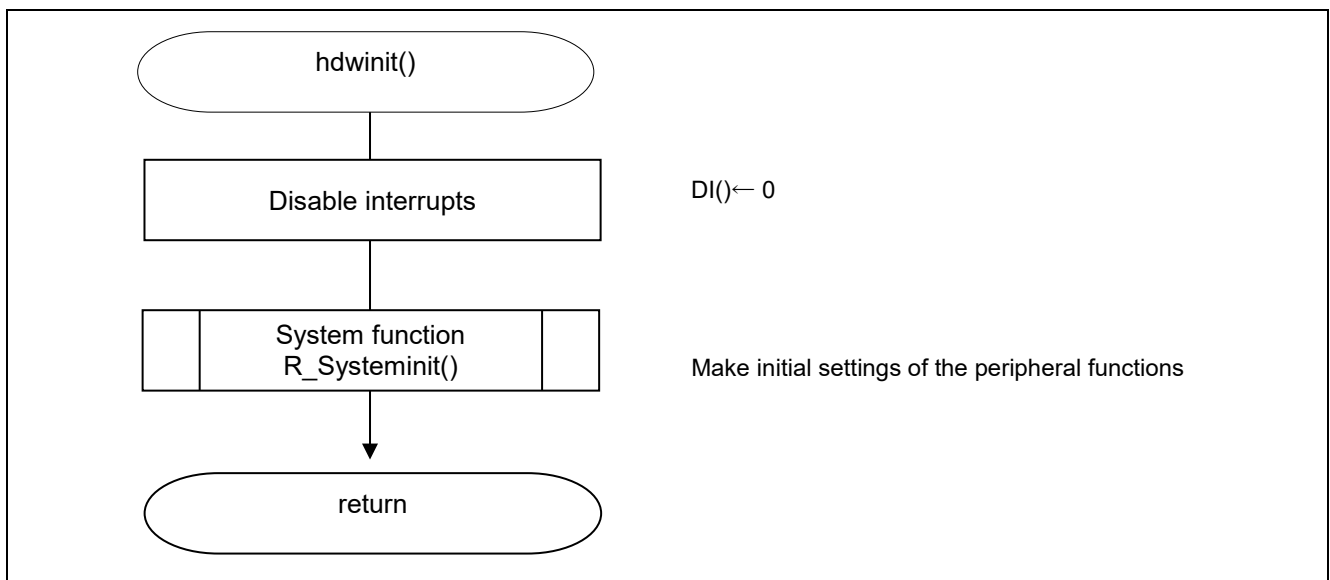 hdwinit()
Disable interrupts
DI()← 0
System function
R_Systeminit()
Make initial settings of the peripheral functions
return